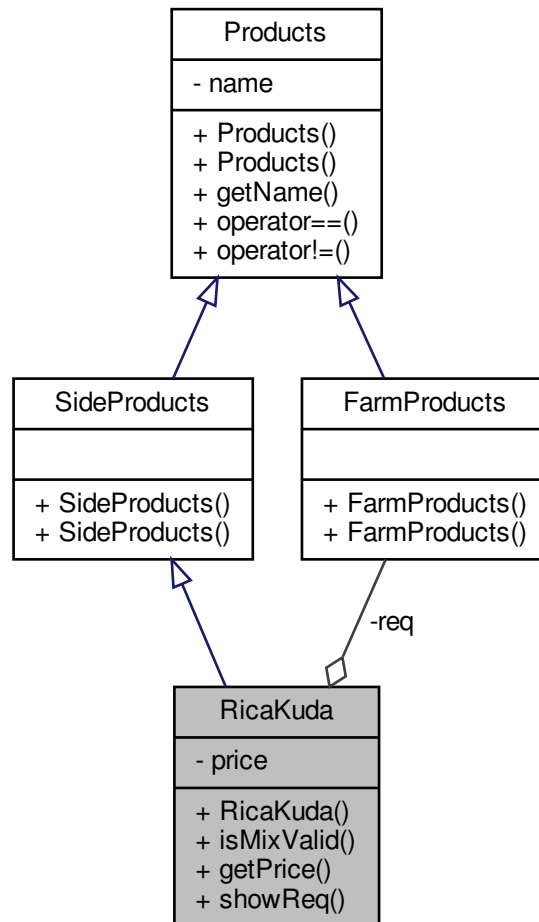 Products
- name
+ Products()
+ Products()
+ getName()
+ operator==()
+ operator!=()
SideProducts
+ SideProducts()
+ SideProducts()
FarmProducts
+ FarmProducts()
+ FarmProducts()
-req
RicaKuda
- price
+ RicaKuda()
+ isMixValid()
+ getPrice()
+ showReq()